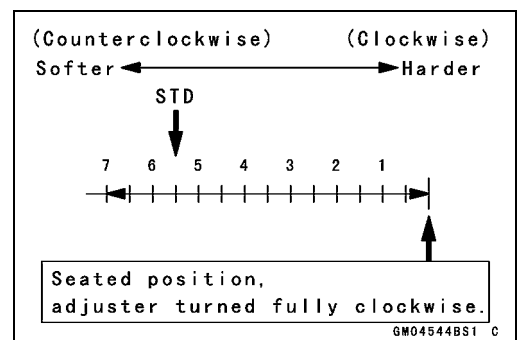 (Counterclockwise) (Clockwise)
Softer Harder
STD
7 6 5 4 3 2 1
Seated position,
adjuster turned fully clockwise.
GM04544BS1 C